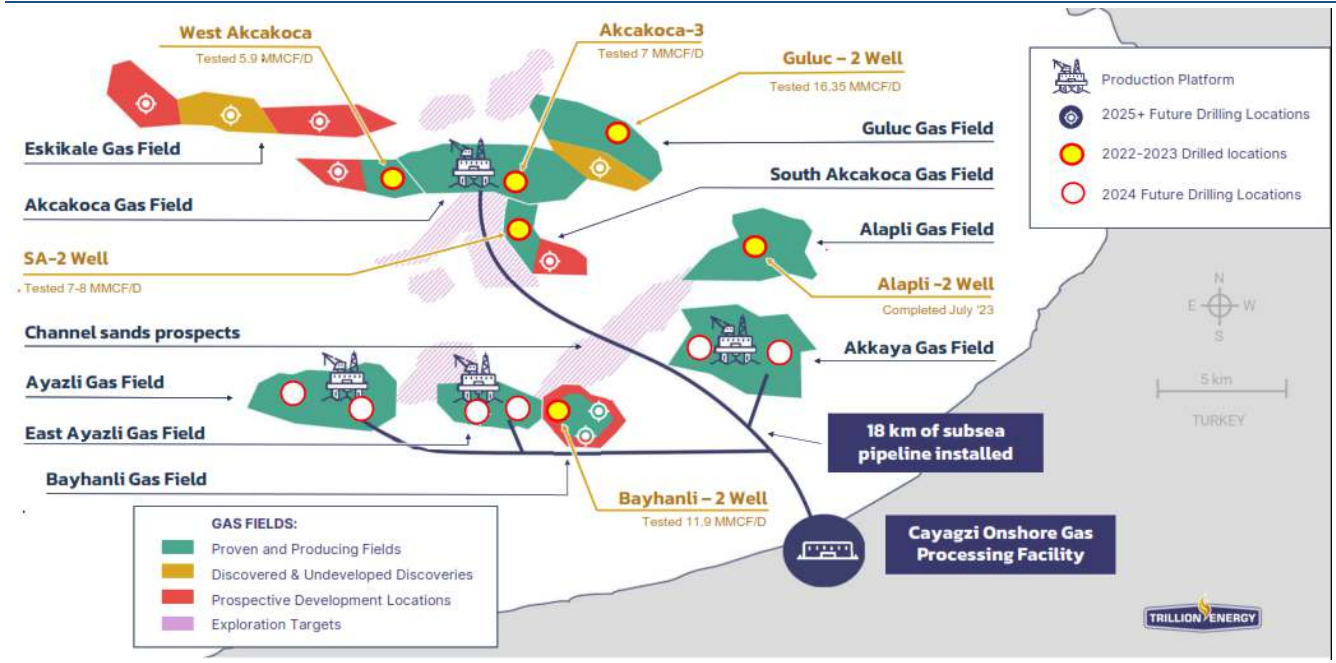 West Akcakoca
Tested 5.9 MMCF/D
Akcakoca-3
Tested 7 MMCF/D
Guluc – 2 Well
Tested 16.35 MMCF/D
Production Platform
2025+ Future Drilling Locations
2022-2023 Drilled locations
2024 Future Drilling Locations
Eskikale Gas Field
Guluc Gas Field
South Akcakoca Gas Field
Akcakoca Gas Field
Alapli Gas Field
SA-2 Well
Tested 7-8 MMCF/D
Alapli -2 Well
Completed July '23
N
E
W
S
Channel sands prospects
Akkaya Gas Field
Ayazli Gas Field
5 km
TURKEY
East Ayazli Gas Field
18 km of subsea
pipeline installed
Bayhanli Gas Field
Bayhanli – 2 Well
Tested 11.9 MMCF/D
GAS FIELDS:
Proven and Producing Fields
Discovered & Undeveloped Discoveries
Prospective Development Locations
Exploration Targets
Cayagzi Onshore Gas
Processing Facility
TRILLION ENERGY